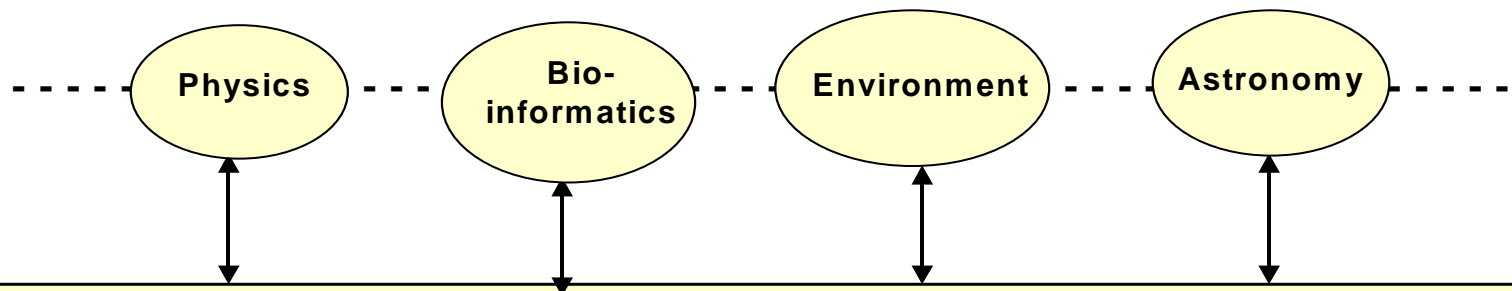 Physics
Bio-
informatics
Environment
Astronomy